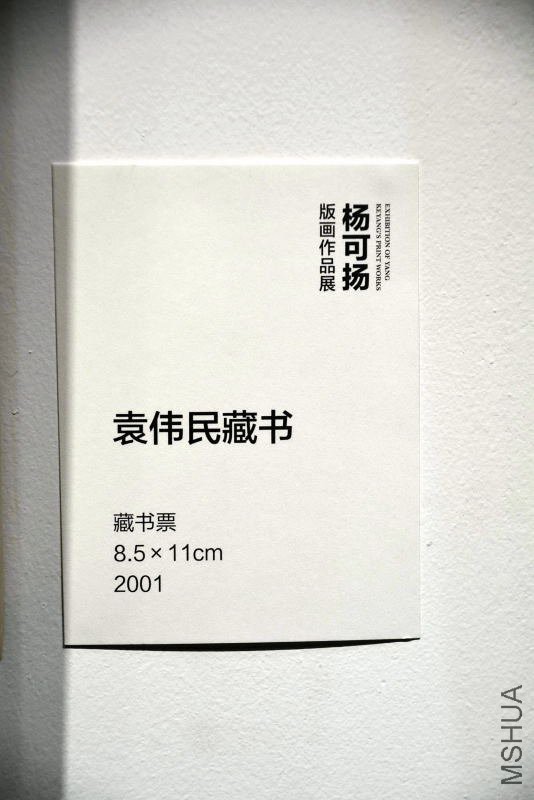 EXHIBITION OF YANG
KEYANG'S PRINT WORKS
杨可扬
版画作品展
袁伟民藏书
藏书票
8.5×11cm
2001
MSHUA